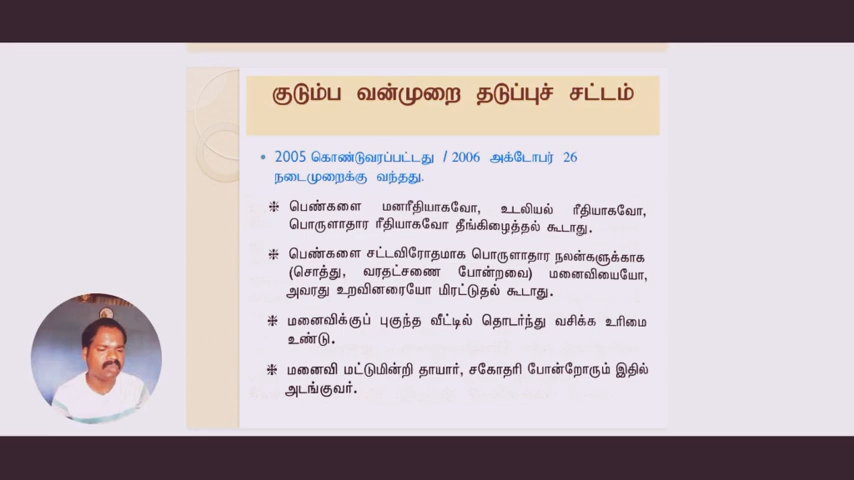 குடும்ப வன்முறை தடுப்புச் சட்டம்
• 2005 கொண்டுவரப்பட்டது / 2006 அக்டோபர் 26
நடைமுறைக்கு வந்தது.
❈ பெண்களை மனரீதியாகவோ, உடலியல் ரீதியாகவோ,
பொருளாதார ரீதியாகவோ தீங்கிழைத்தல் கூடாது.
❈ பெண்களை சட்டவிரோதமாக பொருளாதார நலன்களுக்காக
(சொத்து, வரதட்சணை போன்றவை) மனைவியையோ,
அவரது உறவினரையோ மிரட்டுதல் கூடாது.
❈ மனைவிக்குப் புகுந்த வீட்டில் தொடர்ந்து வசிக்க உரிமை
உண்டு.
❈ மனைவி மட்டுமின்றி தாயார், சகோதரி போன்றோரும் இதில்
அடங்குவர்.